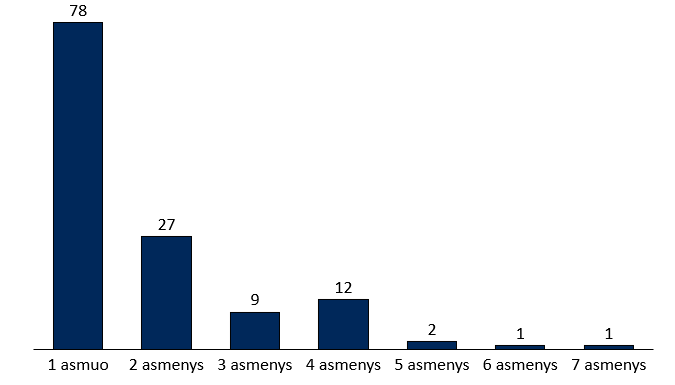 78
27
9
12
2
1
1
1 asmuo
2 asmenys
3 asmenys
4 asmenys
5 asmenys
6 asmenys
7 asmenys